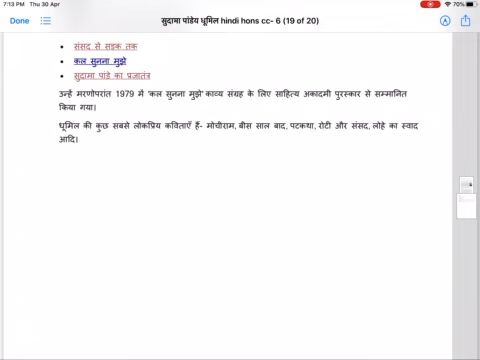 7:13 PM Thu 30 Apr
70%
Done
सुदामा पांडेय धूमिल hindi hons cc- 6 (19 of 20)
संसद से सड़क तक
कल सुनना मुझे
सुदामा पांडे का प्रजातंत्र
उन्हें मरणोपरांत 1979 में 'कल सुनना मुझे' काव्य संग्रह के लिए साहित्य अकादमी पुरस्कार से सम्मानित
किया गया।
धूमिल की कुछ सबसे लोकप्रिय कविताएँ हैं- मोचीराम, बीस साल बाद, पटकथा, रोटी और संसद, लोहे का स्वाद
आदि।